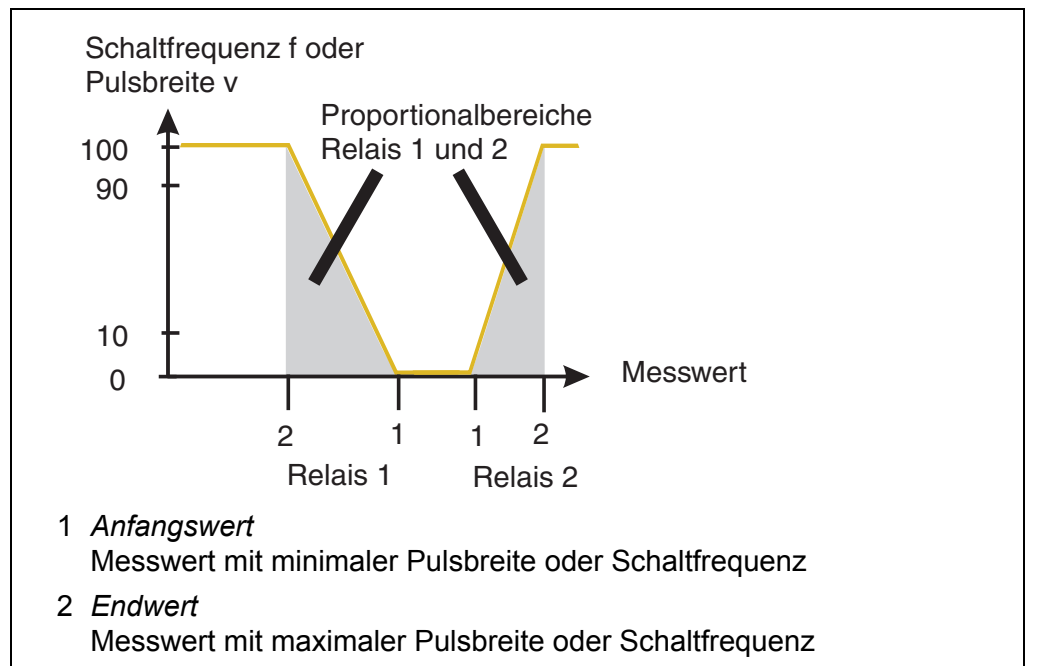 Schaltfrequenz f oder
Pulsbreite v
Proportionalbereiche
Relais 1 und 2
100
90
10
0
Messwert
2 1 1 2
Relais 1 Relais 2
1 Anfangswert
Messwert mit minimaler Pulsbreite oder Schaltfrequenz
2 Endwert
Messwert mit maximaler Pulsbreite oder Schaltfrequenz